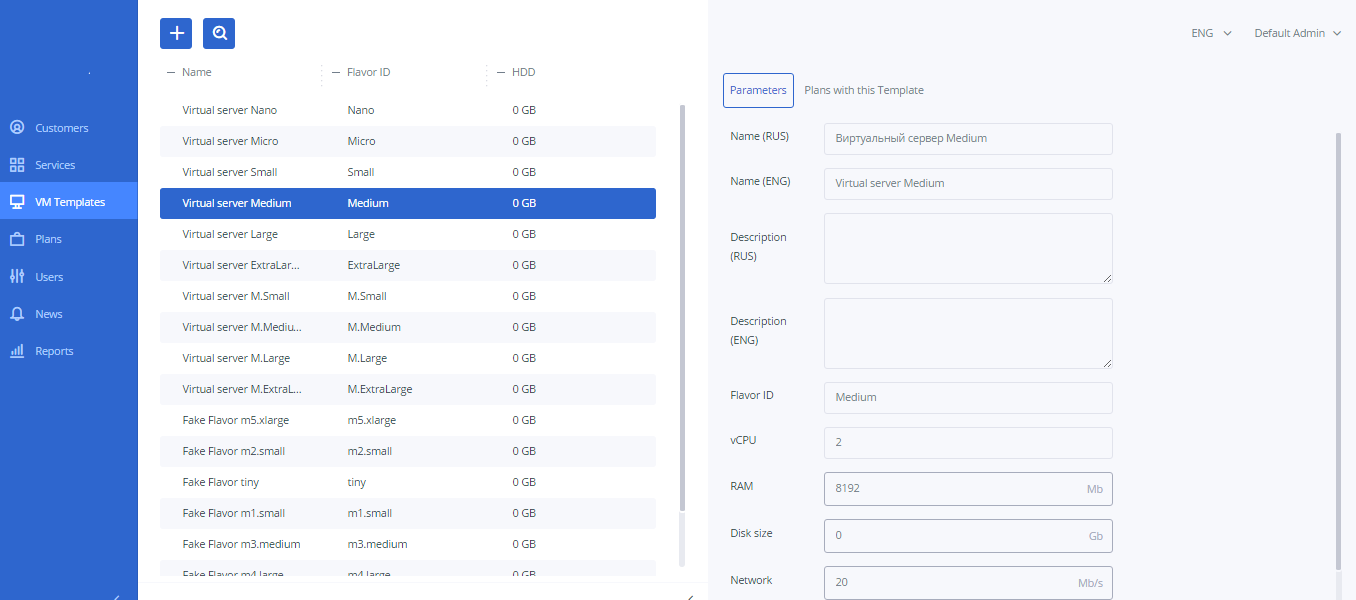 ENG
Default Admin
Customers
Services
VM Templates
Plans
Users
News
Reports
Name Flavor ID HDD
Virtual server Nano Nano 0 GB
Virtual server Micro Micro 0 GB
Virtual server Small Small 0 GB
Virtual server Medium Medium 0 GB
Virtual server Large Large 0 GB
Virtual server ExtraLar... ExtraLarge 0 GB
Virtual server M.Small M.Small 0 GB
Virtual server M.Mediu... M.Medium 0 GB
Virtual server M.Large M.Large 0 GB
Virtual server M.ExtraL... M.ExtraLarge 0 GB
Fake Flavor m5.xlarge m5.xlarge 0 GB
Fake Flavor m2.small m2.small 0 GB
Fake Flavor tiny tiny 0 GB
Fake Flavor m1.small m1.small 0 GB
Fake Flavor m3.medium m3.medium 0 GB
Fake Flavor m4.large m4.large 0 GB
Parameters Plans with this Template
Name (RUS) Виртуальный сервер Medium
Name (ENG) Virtual server Medium
Description
(RUS)
Description
(ENG)
Flavor ID Medium
vCPU 2
RAM 8192 Mb
Disk size 0 Gb
Network 20 Mb/s